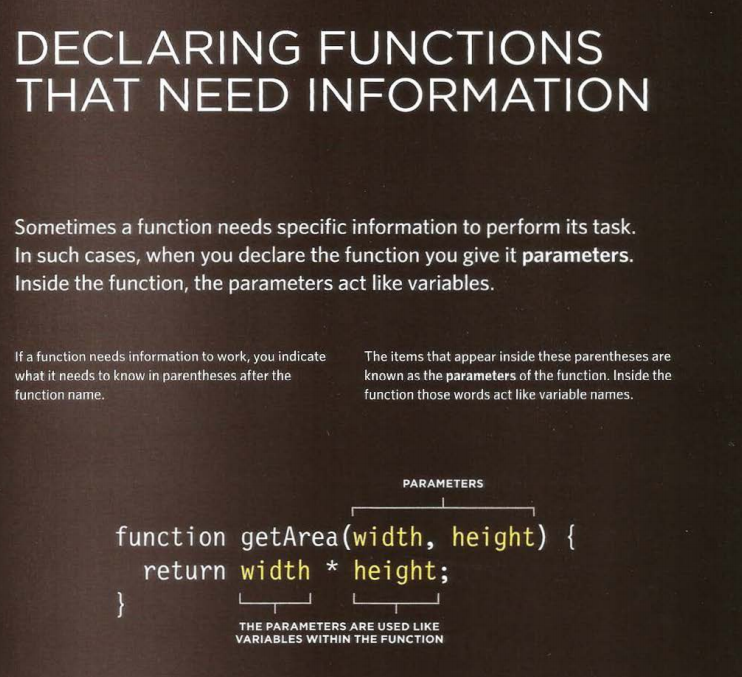 DECLARING FUNCTIONS
THAT NEED INFORMATION
Sometimes a function needs specific information to perform its task.
In such cases, when you declare the function you give it parameters.
Inside the function, the parameters act like variables.
If a function needs information to work, you indicate
what it needs to know in parentheses after the
function name.
The items that appear inside these parentheses are
known as the parameters of the function. Inside the
function those words act like variable names.
PARAMETERS
function getArea(width, height) {
return width * height;
}
THE PARAMETERS ARE USED LIKE
VARIABLES WITHIN THE FUNCTION